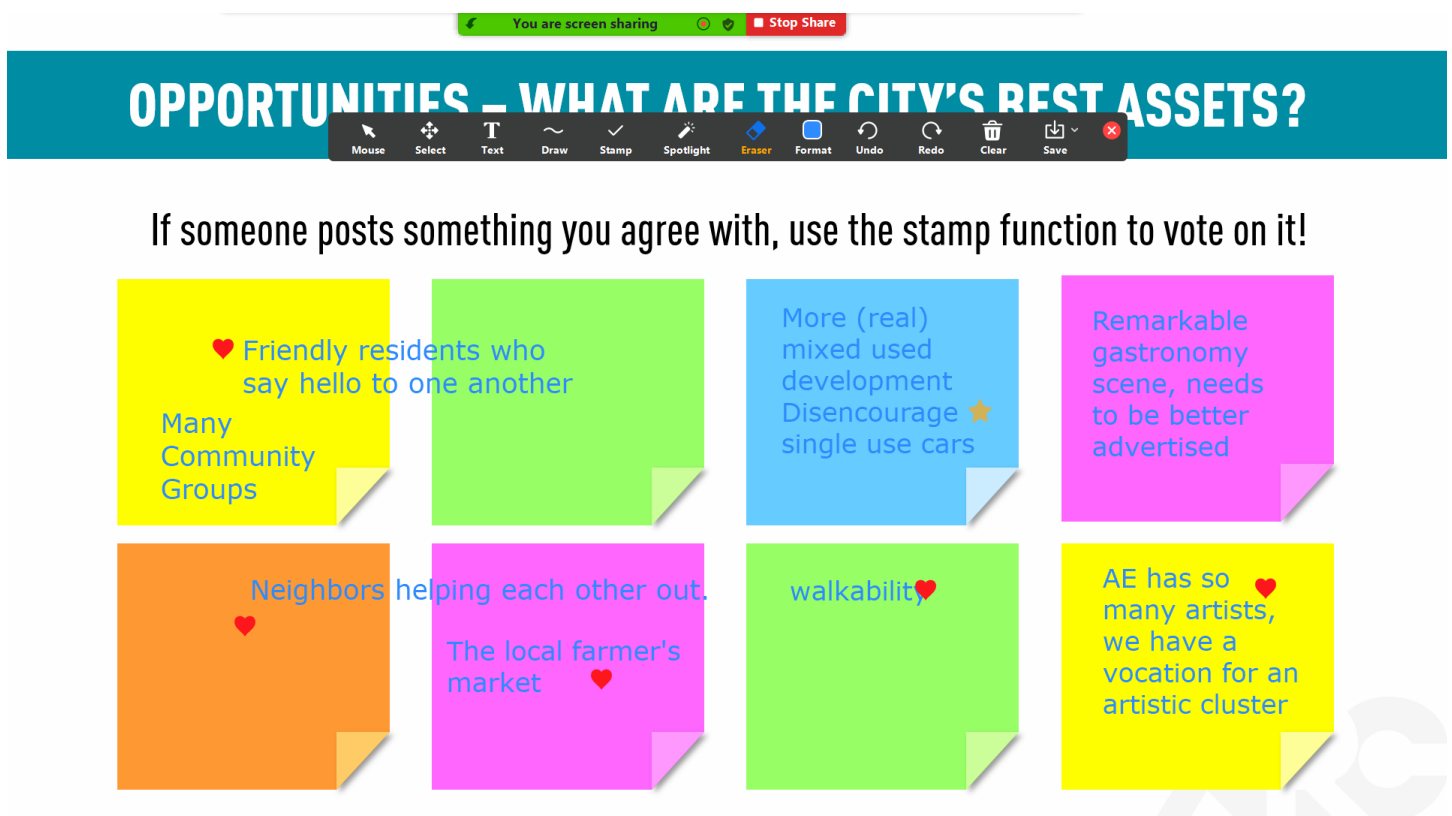 You are screen sharing
Stop Share
OPPORTUNITIES – WHAT ARE THE CITY'S BEST ASSETS?
Mouse
Select
Text
Draw
Stamp
Spotlight
Eraser
Format
Undo
Redo
Clear
Save
If someone posts something you agree with, use the stamp function to vote on it!
Friendly residents who
say hello to one another
Many
Community
Groups
More (real)
mixed used
development
Disencourage
single use cars
Remarkable
gastronomy
scene, needs
to be better
advertised
Neighbors helping each other out.
The local farmer's
market
walkability
AE has so
many artists,
we have a
vocation for an
artistic cluster